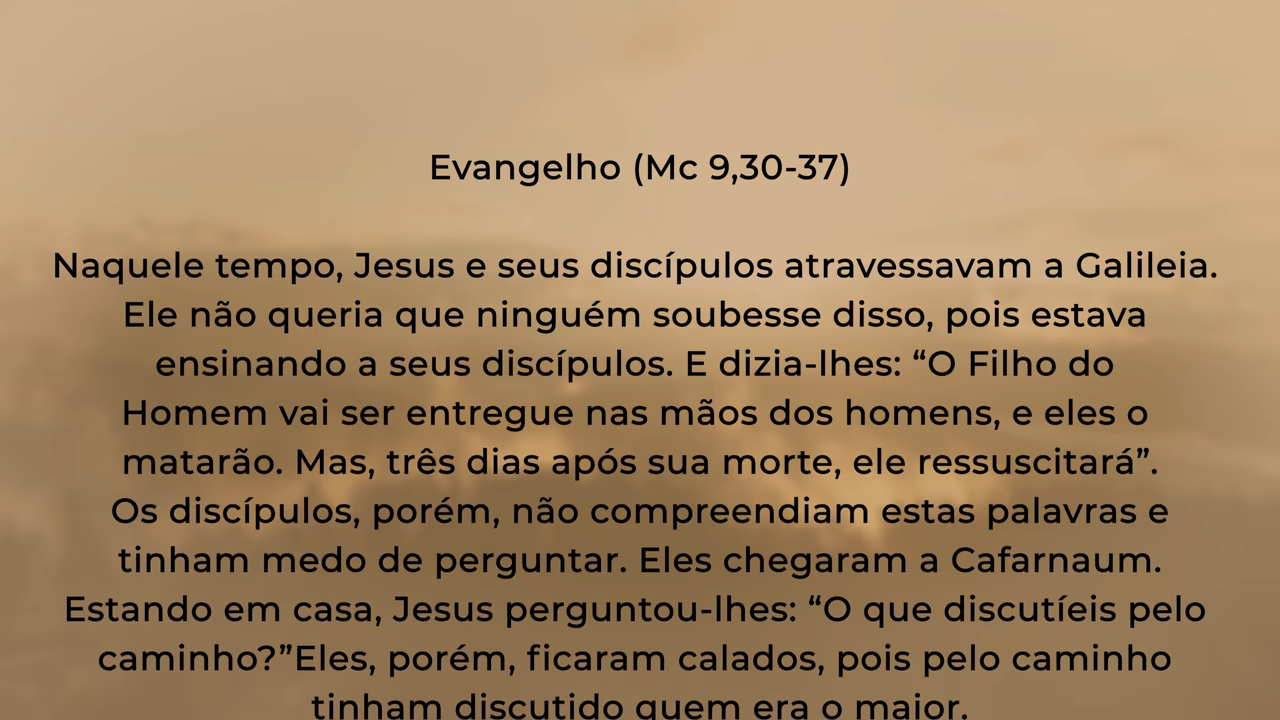 Evangelho (Mc 9,30-37)
Naquele tempo, Jesus e seus discípulos atravessavam a Galileia.
Ele não queria que ninguém soubesse disso, pois estava
ensinando a seus discípulos. E dizia-lhes: “O Filho do
Homem vai ser entregue nas mãos dos homens, e eles o
matarão. Mas, três dias após sua morte, ele ressuscitará”.
Os discípulos, porém, não compreendiam estas palavras e
tinham medo de perguntar. Eles chegaram a Cafarnaum.
Estando em casa, Jesus perguntou-lhes: “O que discutíeis pelo
caminho?”Eles, porém, ficaram calados, pois pelo caminho
tinham discutido quem era o maior.